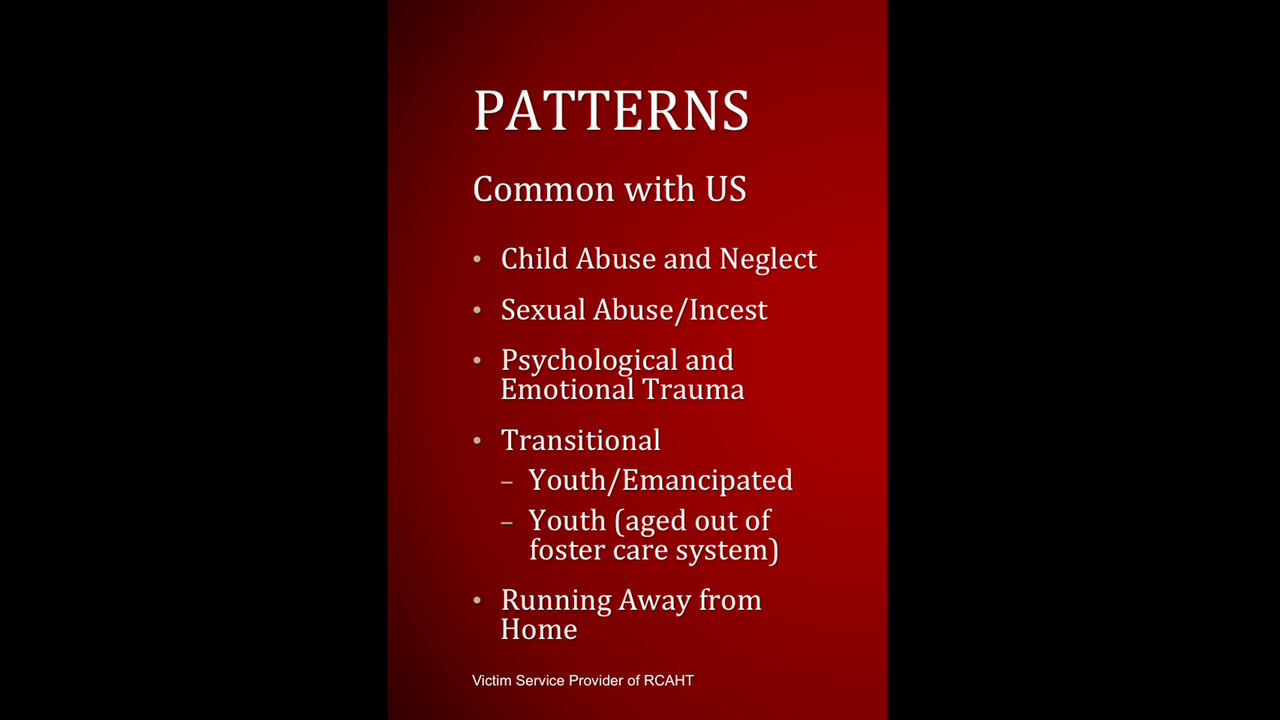 PATTERNS
Common with US
• Child Abuse and Neglect
• Sexual Abuse/Incest
• Psychological and
Emotional Trauma
• Transitional
– Youth/Emancipated
– Youth (aged out of
foster care system)
• Running Away from
Home
Victim Service Provider of RCAHT